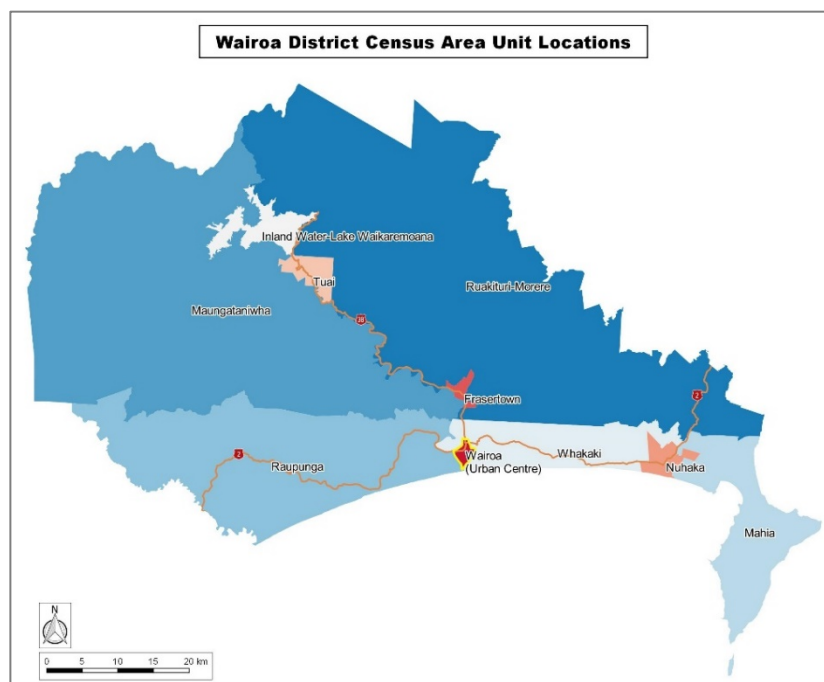 Wairoa District Census Area Unit Locations
Inland Water-Lake Waikaremoana
Tuai
Ruakituri-Morere
Maungataniwha
38
2
Frasertown
Wairoa
(Urban Centre)
Whakaki
2
Raupunga
Nuhaka
Mahia
N
0 5 10 15 20 km